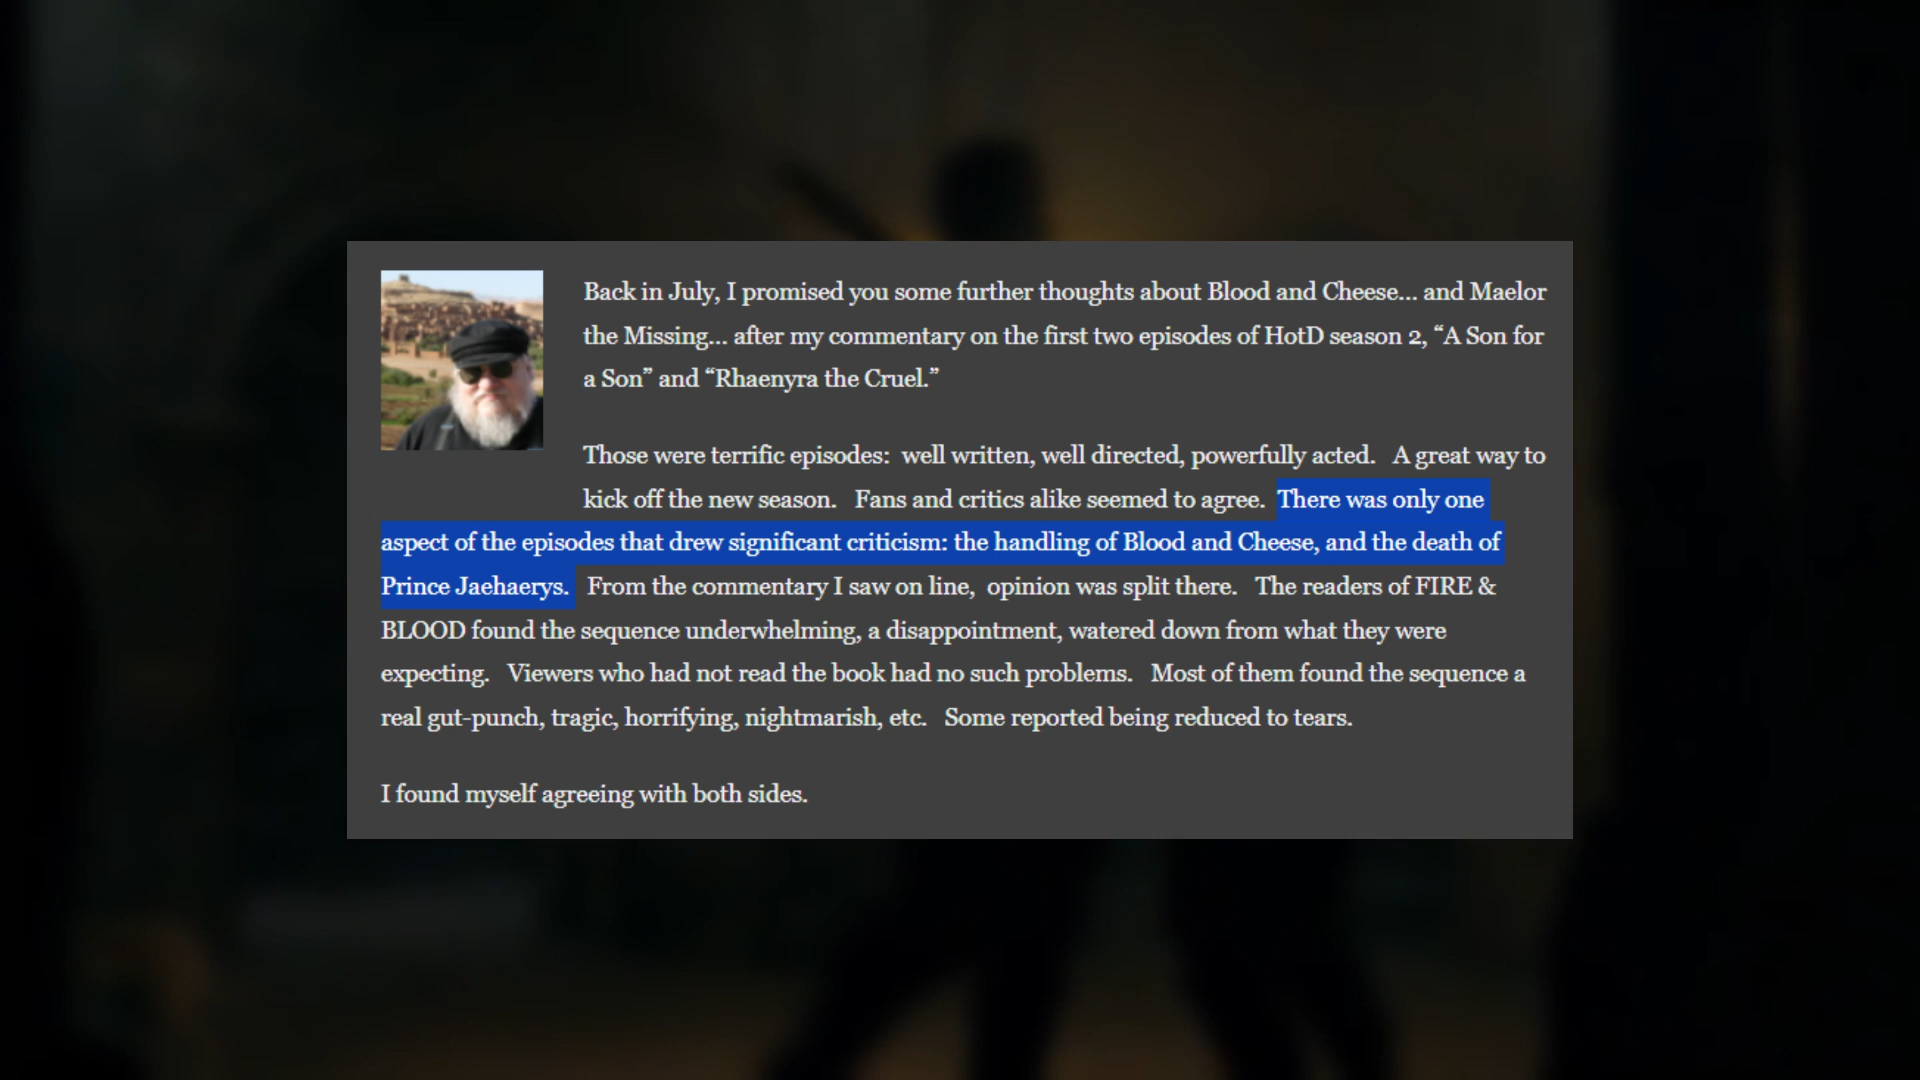 Back in July, I promised you some further thoughts about Blood and Cheese... and Maelor
the Missing... after my commentary on the first two episodes of HotD season 2, “A Son for
a Son” and “Rhaenyra the Cruel.”
Those were terrific episodes:  well written, well directed, powerfully acted.   A great way to
kick off the new season.   Fans and critics alike seemed to agree.  There was only one
aspect of the episodes that drew significant criticism: the handling of Blood and Cheese, and the death of
Prince Jaehaerys.   From the commentary I saw on line,  opinion was split there.   The readers of FIRE &
BLOOD found the sequence underwhelming, a disappointment, watered down from what they were
expecting.   Viewers who had not read the book had no such problems.   Most of them found the sequence a
real gut-punch, tragic, horrifying, nightmarish, etc.   Some reported being reduced to tears.
I found myself agreeing with both sides.